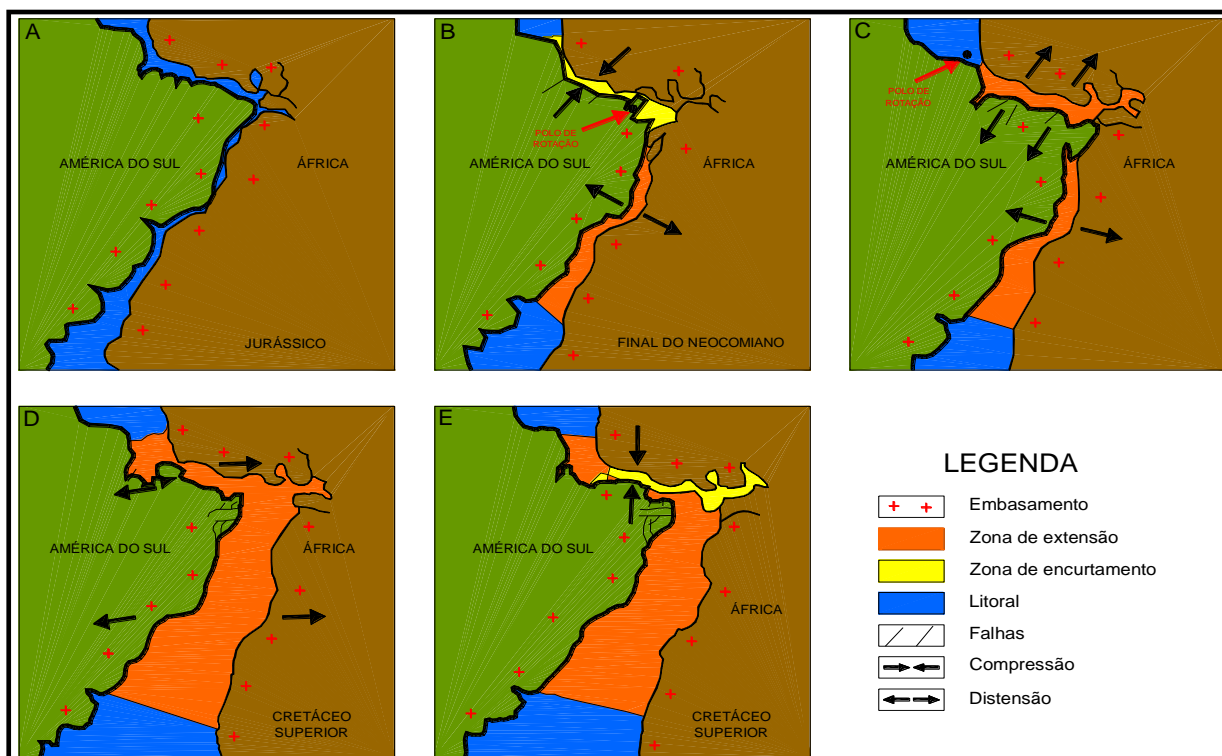 A
AMÉRICA DO SUL
ÁFRICA
JURÁSSICO
B
POLO DE
ROTAÇÃO
AMÉRICA DO SUL
ÁFRICA
FINAL DO NEOCOMIANO
C
POLO DE
ROTAÇÃO
AMÉRICA DO SUL
ÁFRICA
D
AMÉRICA DO SUL
ÁFRICA
CRETÁCEO
SUPERIOR
E
AMÉRICA DO SUL
ÁFRICA
CRETÁCEO
SUPERIOR
LEGENDA
Embasamento
Zona de extensão
Zona de encurtamento
Litoral
Falhas
Compressão
Distensão